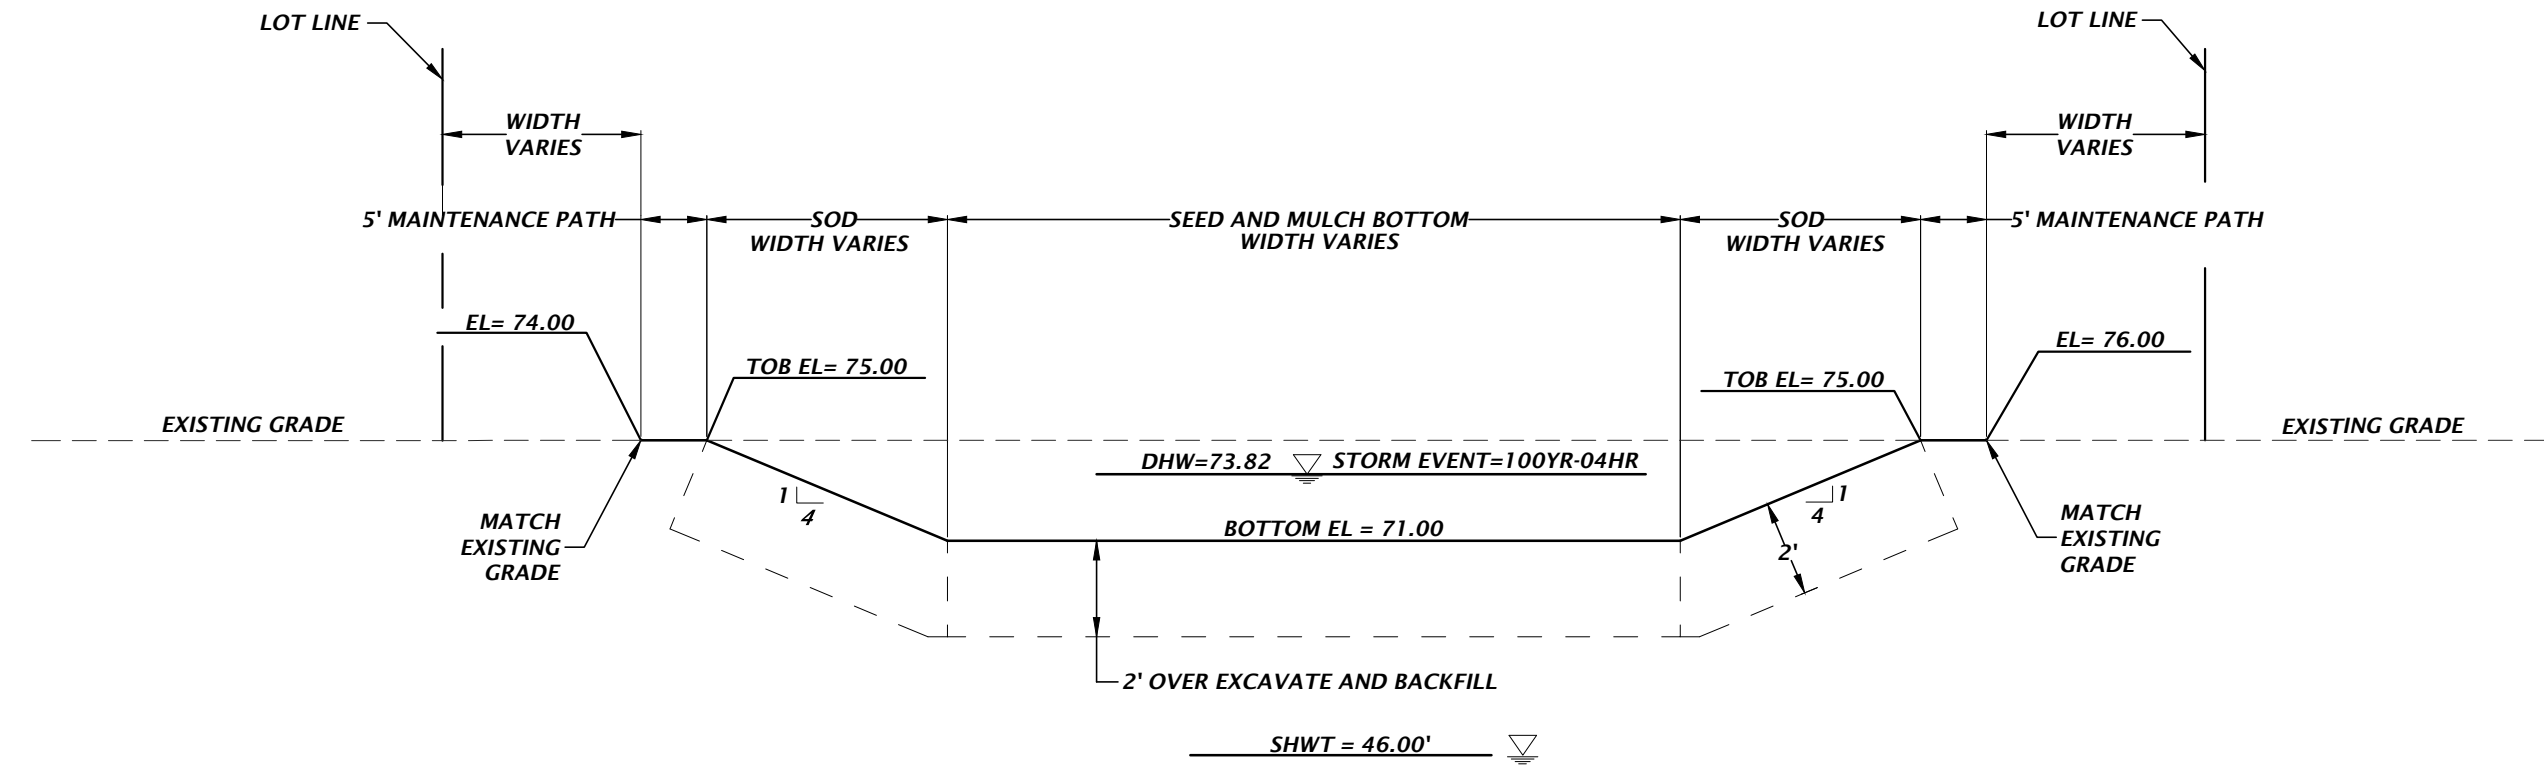 LOT LINE
LOT LINE
WIDTH
VARIES
WIDTH
VARIES
5' MAINTENANCE PATH
SOD
WIDTH VARIES
SEED AND MULCH BOTTOM
WIDTH VARIES
SOD
WIDTH VARIES
5' MAINTENANCE PATH
EL= 74.00
TOB EL= 75.00
TOB EL= 75.00
EL= 76.00
EXISTING GRADE
EXISTING GRADE
DHW=73.82
STORM EVENT=100YR-04HR
1
4
1
4
MATCH
EXISTING
GRADE
BOTTOM EL = 71.00
2'
MATCH
EXISTING
GRADE
2' OVER EXCAVATE AND BACKFILL
SHWT = 46.00'